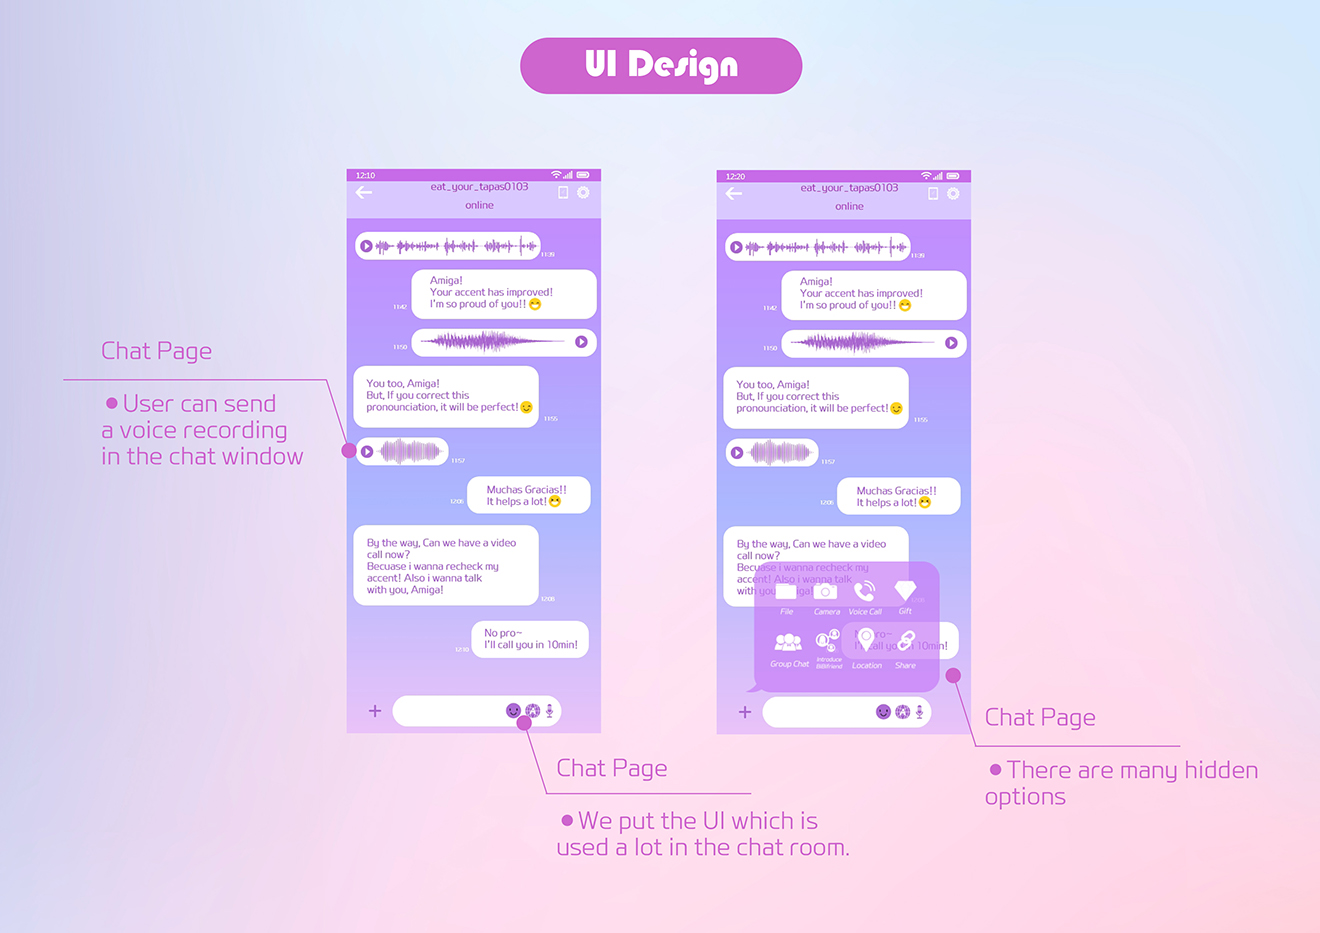 UI Design
12:10
eat_your_tapas0103
online
11:39
Amiga!
Your accent has improved!
I'm so proud of you!!
11:42
11:50
You too, Amiga!
But, If you correct this
pronounciation, it will be perfect!
11:55
11:57
Muchas Gracias!!
It helps a lot!
12:05
By the way, Can we have a video
call now?
Becuase i wanna recheck my
accent! Also i wanna talk
with you, Amiga!
12:08
No pro~
I'll call you in 10min!
12:10
+
12:20
eat_your_tapas0103
online
11:39
Amiga!
Your accent has improved!
I'm so proud of you!!
11:42
11:50
You too, Amiga!
But, If you correct this
pronounciation, it will be perfect!
11:55
11:57
Muchas Gracias!!
It helps a lot!
12:05
By the way, Can we have a video
call now?
Becuase i wanna recheck my
accent! Also i wanna talk
with you, Amiga!
12:08
No pro~
I'll call you in 10min!
File Camera Voice Call Gift
Group Chat Introduce BiBifriend Location Share
+
Chat Page
User can send
a voice recording
in the chat window
Chat Page
We put the UI which is
used a lot in the chat room.
Chat Page
There are many hidden
options